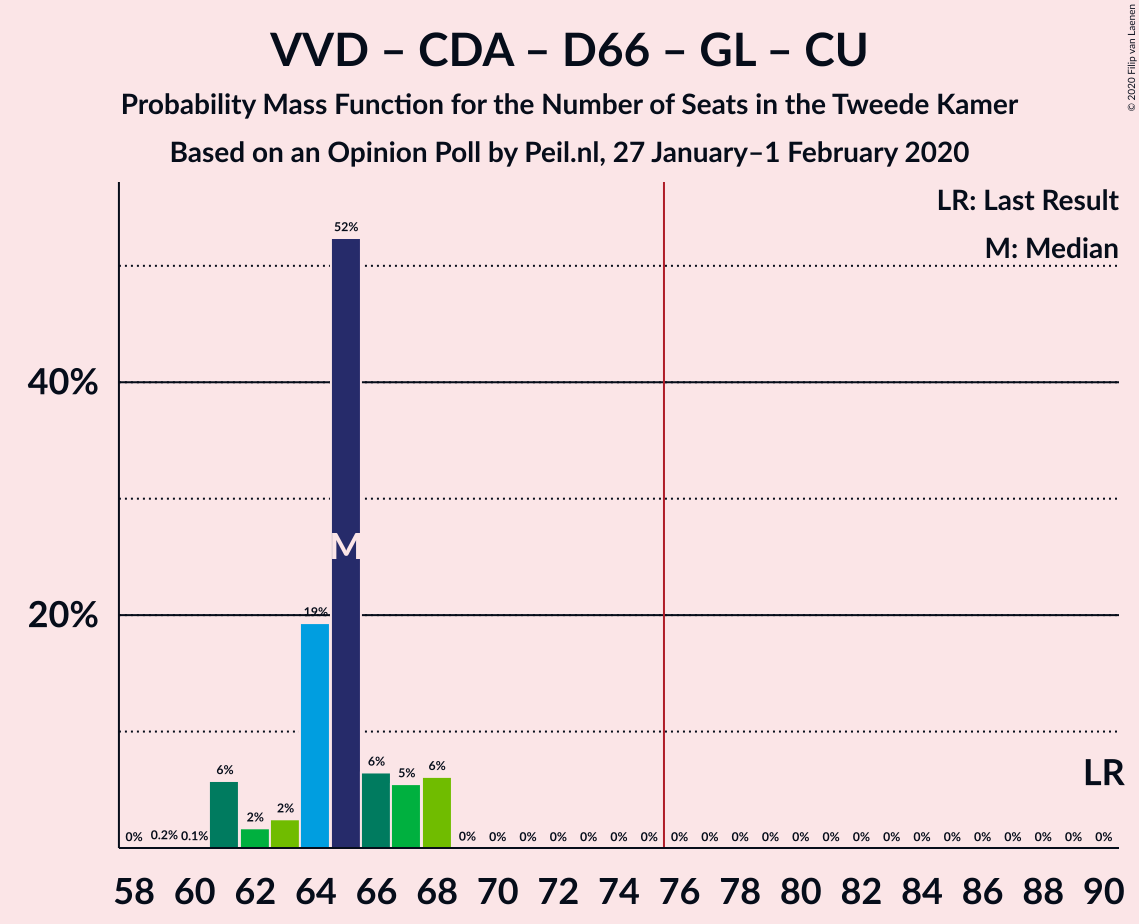 VVD – CDA – D66 – GL – CU
Probability Mass Function for the Number of Seats in the Tweede Kamer
Based on an Opinion Poll by Peil.nl, 27 January–1 February 2020
© 2020 Filip van Laenen
LR: Last Result
M: Median
52%
40%
M
20%
19%
LR
6%
2%
2%
6%
5%
6%
0% 0.2% 0.1% 0% 0% 0% 0% 0% 0% 0% 0% 0% 0% 0% 0% 0% 0% 0% 0% 0% 0% 0% 0% 0% 0%
58 60 62 64 66 68 70 72 74 76 78 80 82 84 86 88 90